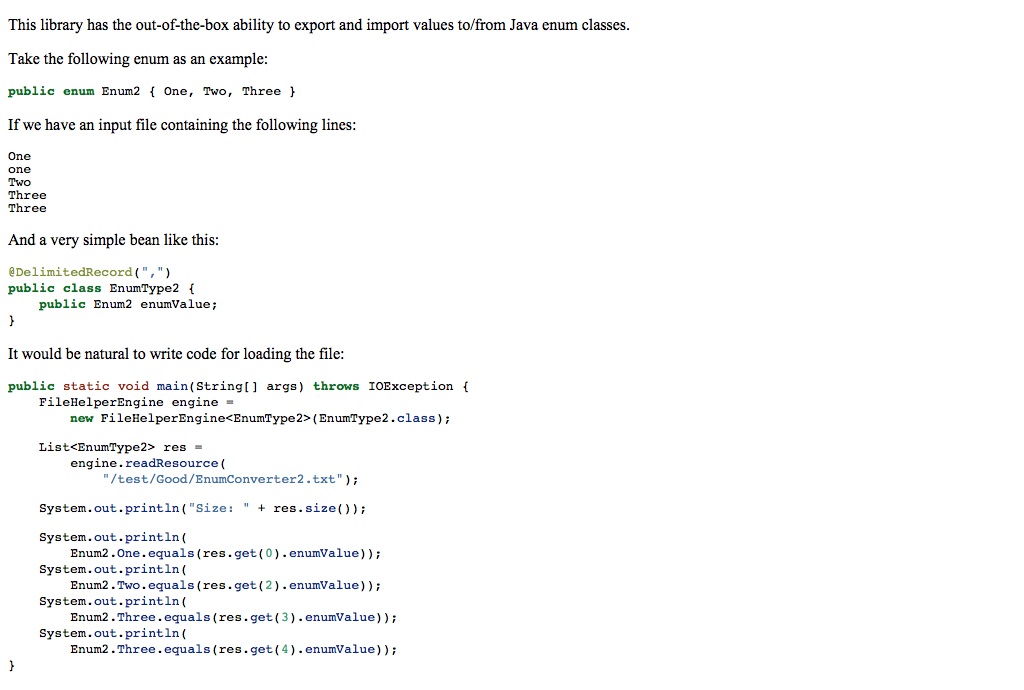 This library has the out-of-the-box ability to export and import values to/from Java enum classes.
Take the following enum as an example:
public enum Enum2 { One, Two, Three }
If we have an input file containing the following lines:
One
one
Two
Three
Three
And a very simple bean like this:
@DelimitedRecord(",")
public class EnumType2 {
    public Enum2 enumValue;
}
It would be natural to write code for loading the file:
public static void main(String[] args) throws IOException {
    FileHelperEngine engine =
        new FileHelperEngine<EnumType2>(EnumType2.class);
    List<EnumType2> res =
        engine.readResource(
            "/test/Good/EnumConverter2.txt");
    System.out.println("Size: " + res.size());
    System.out.println(
        Enum2.One.equals(res.get(0).enumValue));
    System.out.println(
        Enum2.Two.equals(res.get(2).enumValue));
    System.out.println(
        Enum2.Three.equals(res.get(3).enumValue));
    System.out.println(
        Enum2.Three.equals(res.get(4).enumValue));
}